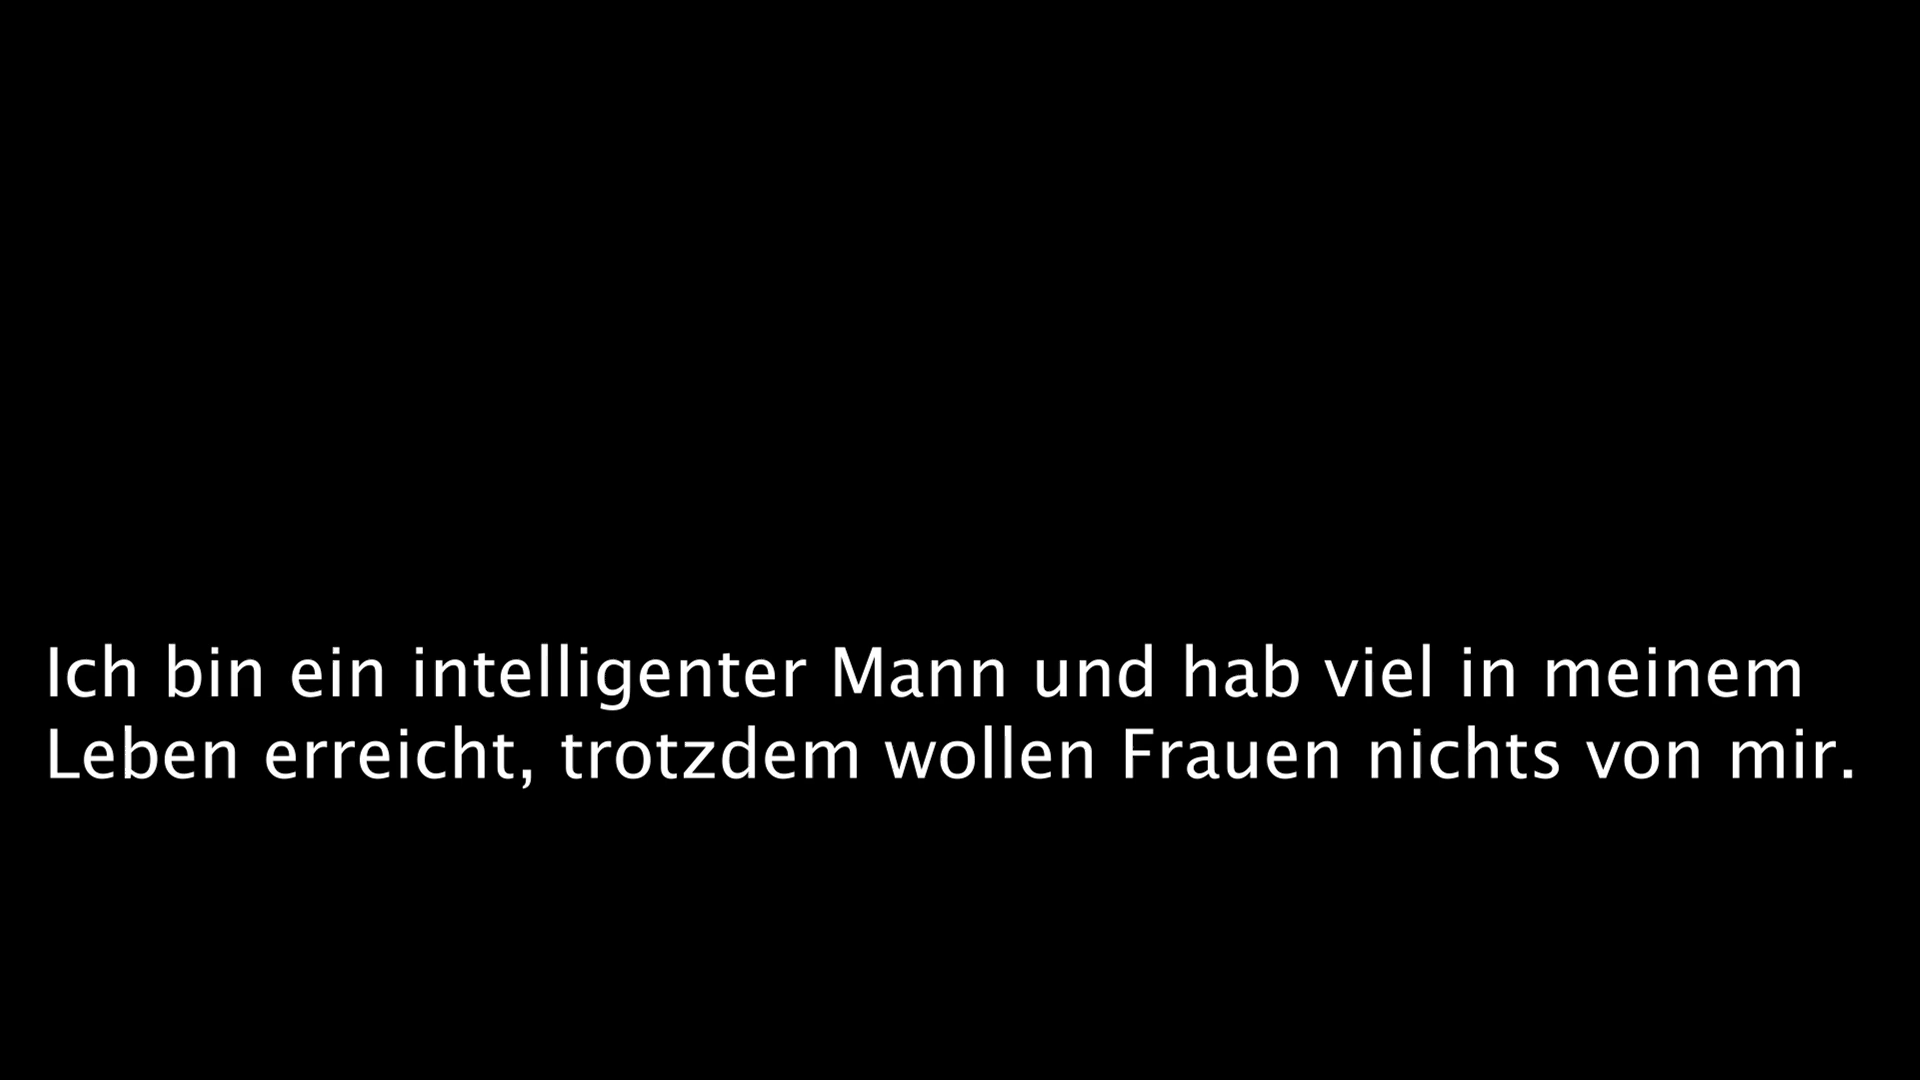 Ich bin ein intelligenter Mann und hab viel in meinem
Leben erreicht, trotzdem wollen Frauen nichts von mir.